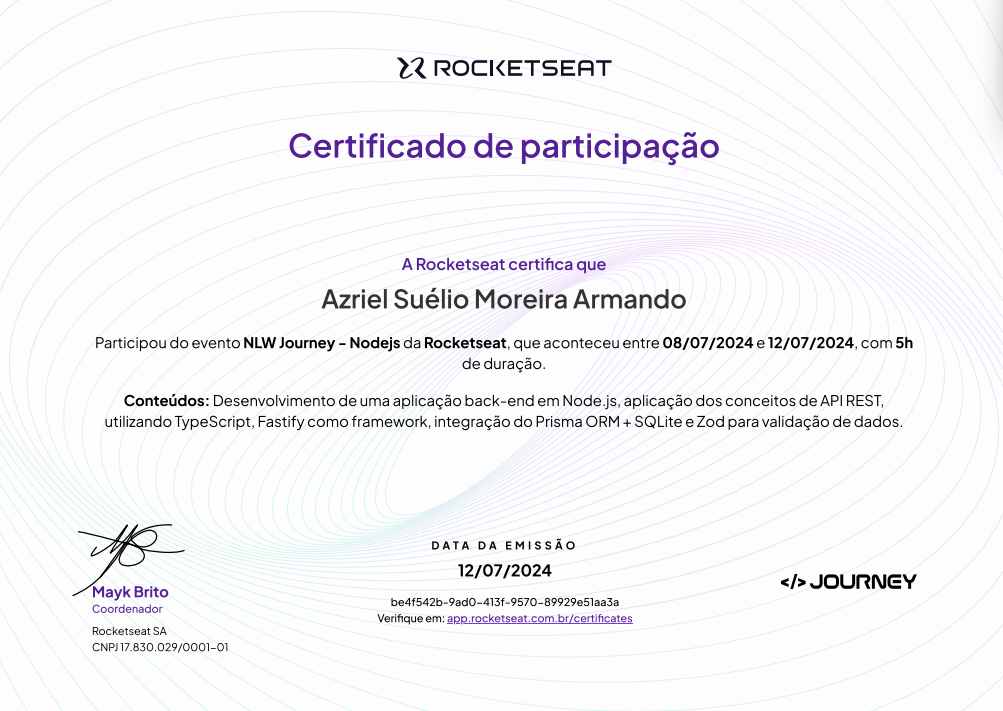 ROCKETSEAT
Certificado de participação
A Rocketseat certifica que
Azriel Suélio Moreira Armando
Participou do evento NLW Journey - Nodejs da Rocketseat, que aconteceu entre 08/07/2024 e 12/07/2024, com 5h
de duração.
Conteúdos: Desenvolvimento de uma aplicação back-end em Node.js, aplicação dos conceitos de API REST,
utilizando TypeScript, Fastify como framework, integração do Prisma ORM + SQLite e Zod para validação de dados.
Mayk Brito
Coordenador
Rocketseat SA
CNPJ 17.830.029/0001-01
DATA DA EMISSÃO
12/07/2024
be4f542b-9ad0-413f-9570-89929e51aa3a
Verifique em: app.rocketseat.com.br/certificates
</> JOURNEY